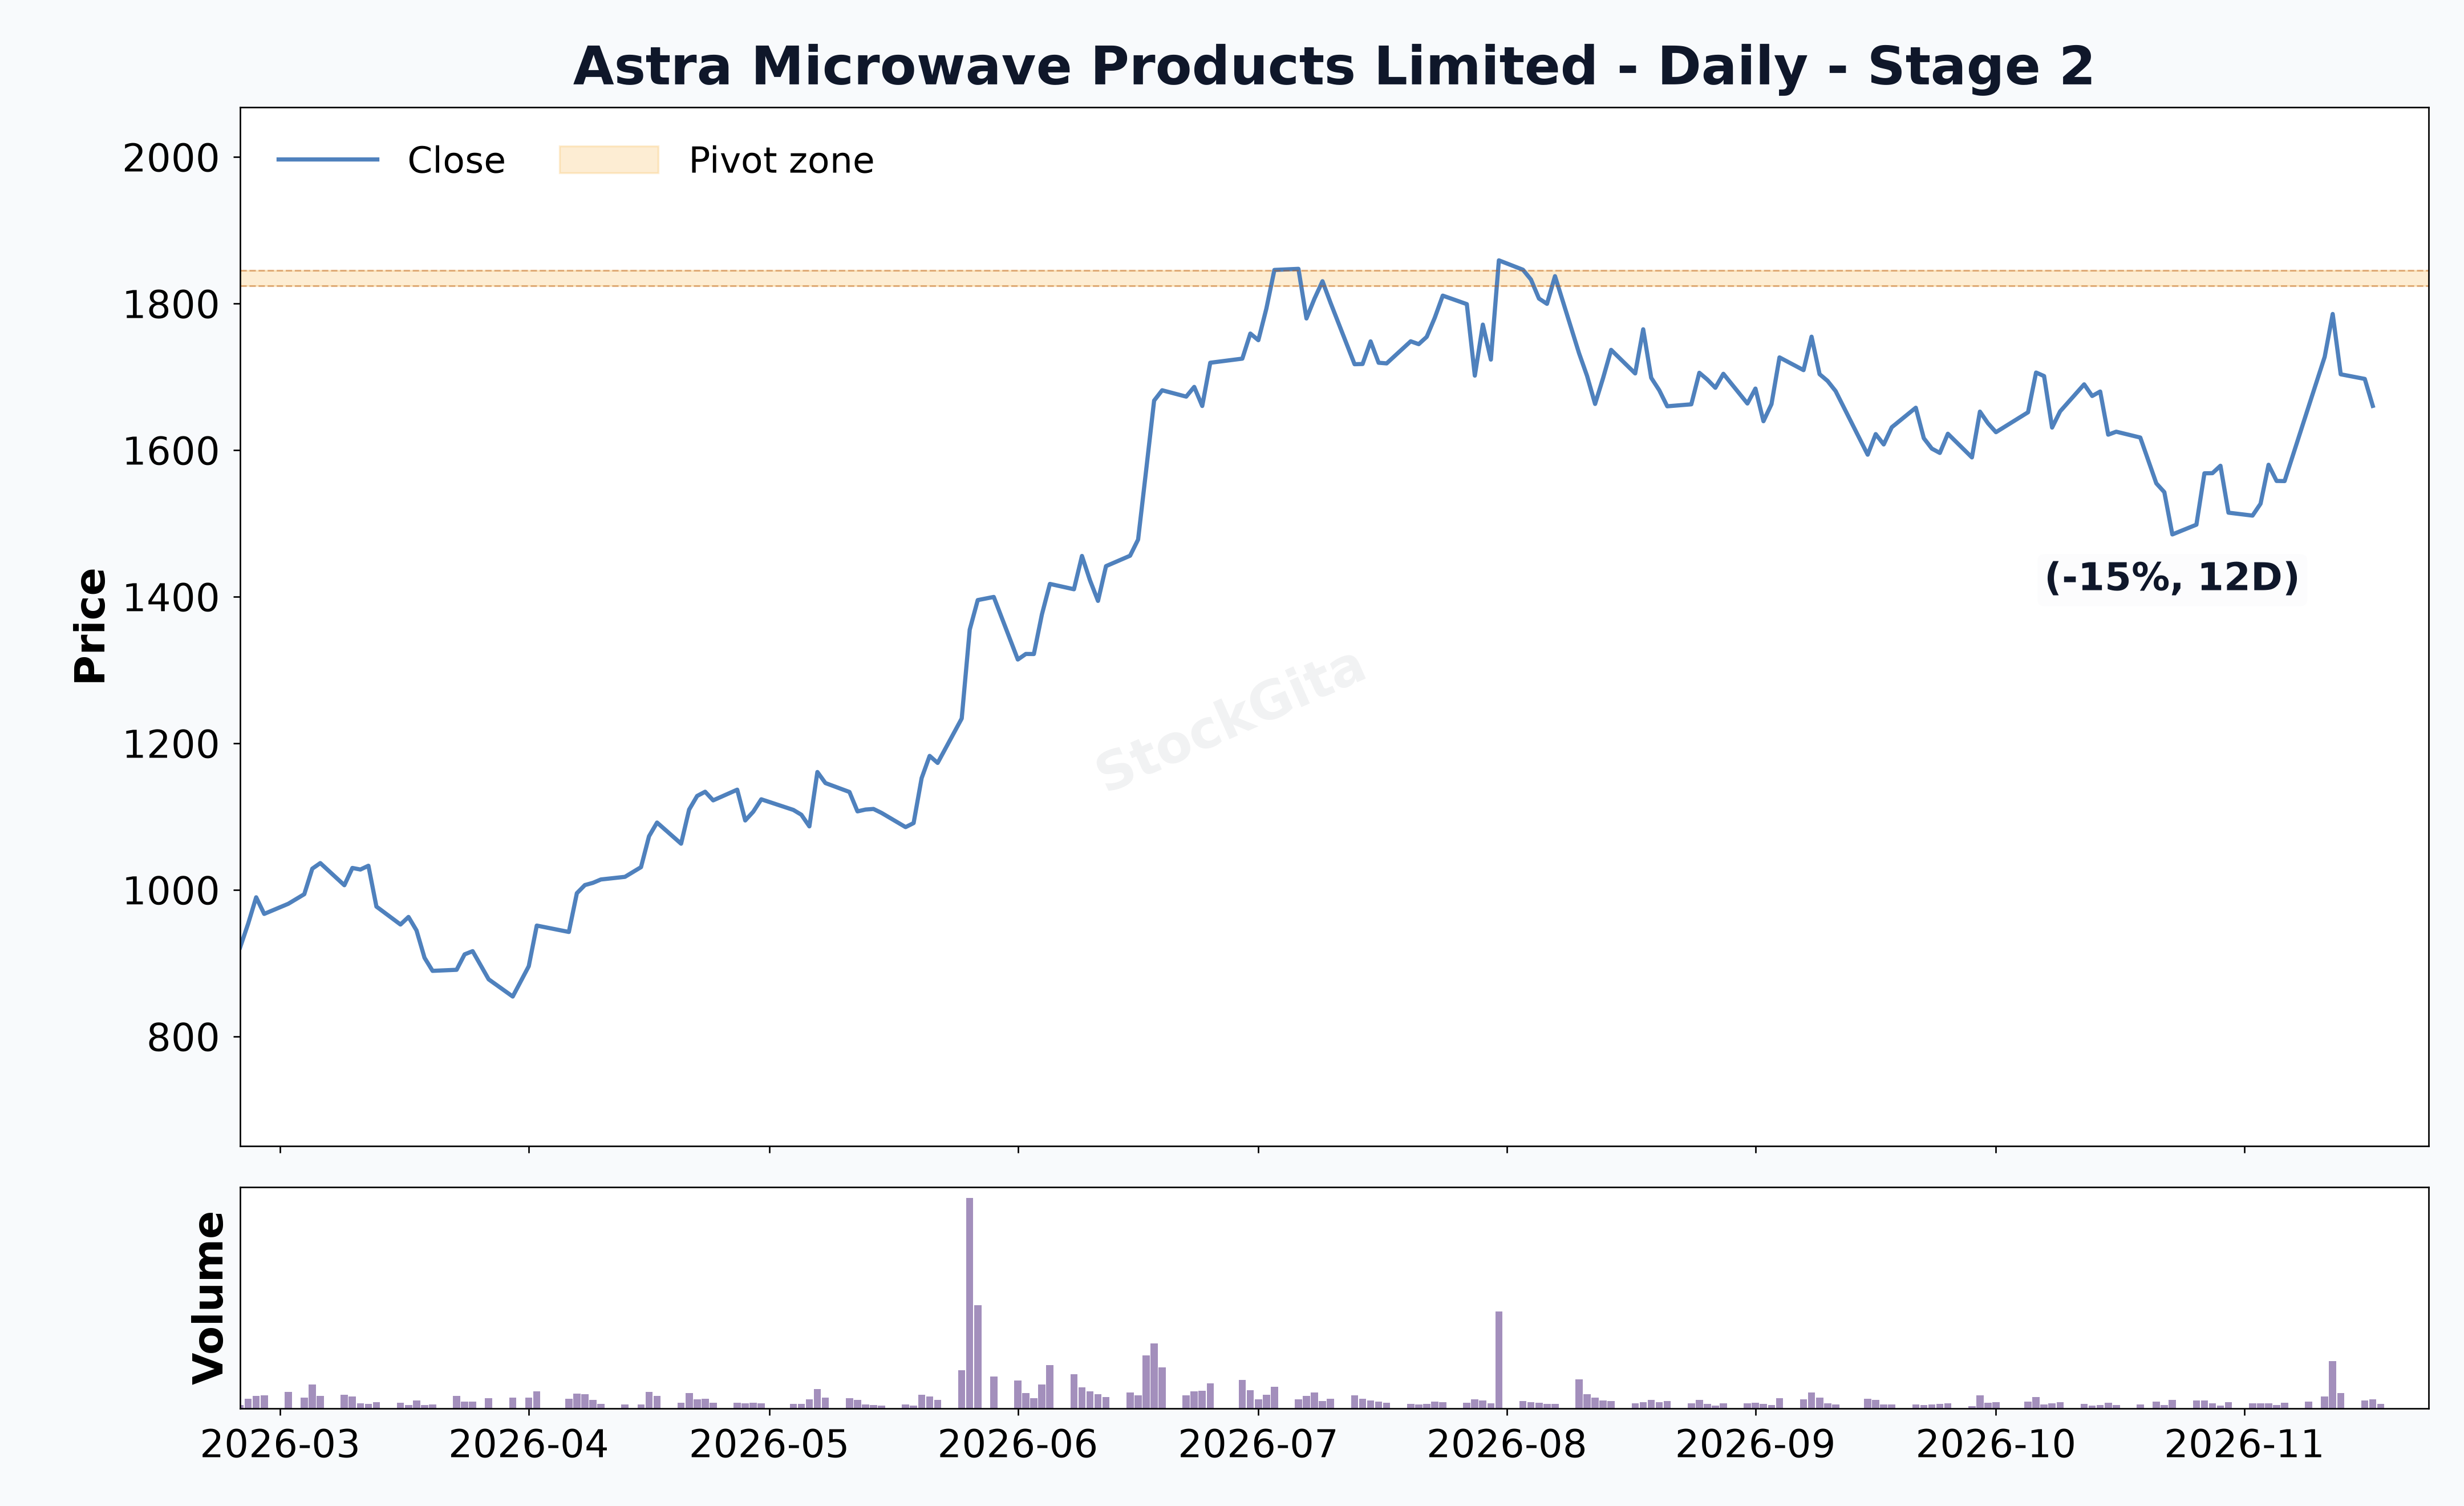 Astra Microwave Products Limited - Daily - Stage 2
Close
Pivot zone
2000
1800
1600
1400
1200
1000
800
Price
(-15%, 12D)
StockGita
Volume
2026-03
2026-04
2026-05
2026-06
2026-07
2026-08
2026-09
2026-10
2026-11